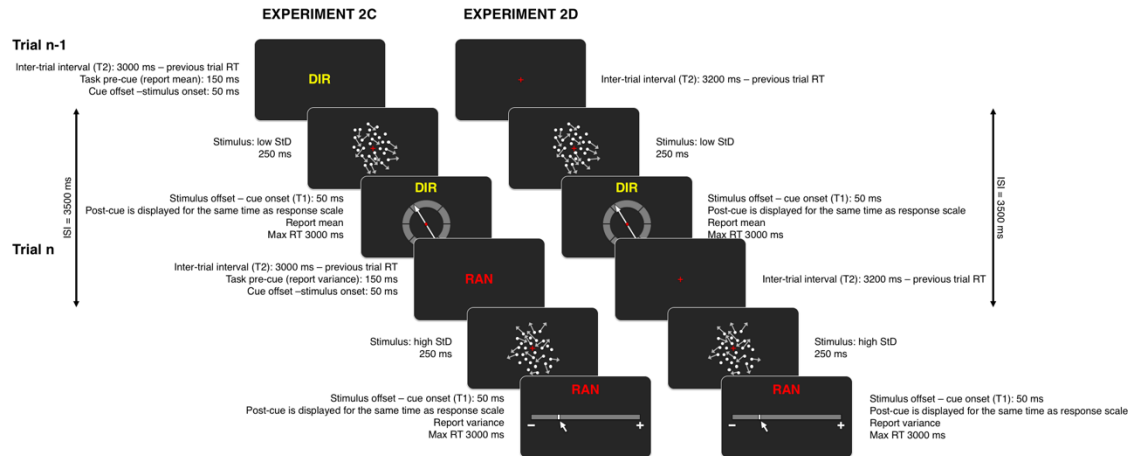 EXPERIMENT 2C
EXPERIMENT 2D
Trial n-1
Inter-trial interval (T2): 3000 ms – previous trial RT
Task pre-cue (report mean): 150 ms
Cue offset –stimulus onset: 50 ms
DIR
Inter-trial interval (T2): 3200 ms – previous trial RT
Stimulus: low StD
250 ms
Stimulus: low StD
250 ms
ISI = 3500 ms
ISI = 3500 ms
Stimulus offset – cue onset (T1): 50 ms
Post-cue is displayed for the same time as response scale
Report mean
Max RT 3000 ms
DIR
DIR
Stimulus offset – cue onset (T1): 50 ms
Post-cue is displayed for the same time as response scale
Report mean
Max RT 3000 ms
Trial n
Inter-trial interval (T2): 3000 ms – previous trial RT
Task pre-cue (report variance): 150 ms
Cue offset –stimulus onset: 50 ms
RAN
Inter-trial interval (T2): 3200 ms – previous trial RT
Stimulus: high StD
250 ms
Stimulus: high StD
250 ms
Stimulus offset – cue onset (T1): 50 ms
Post-cue is displayed for the same time as response scale
Report variance
Max RT 3000 ms
RAN
– +
RAN
– +
Stimulus offset – cue onset (T1): 50 ms
Post-cue is displayed for the same time as response scale
Report variance
Max RT 3000 ms